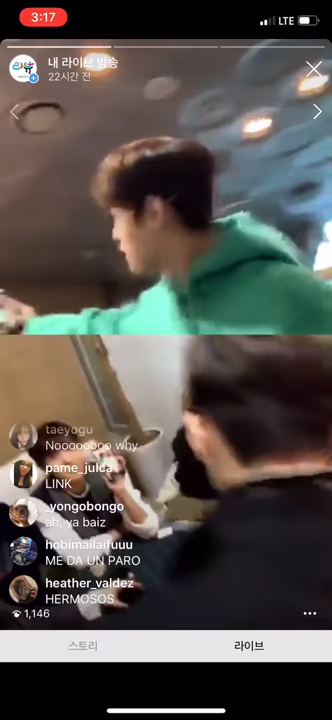 3:17
LTE
라뷰
내 라이브 방송
22시간 전
taeyogu
Noooooooo why
pame_julca
LINK
_yongobongo
ah, ya baiz
hobimailaifuuu
ME DA UN PARO
heather_valdez
HERMOSOS
1,146
스토리
라이브